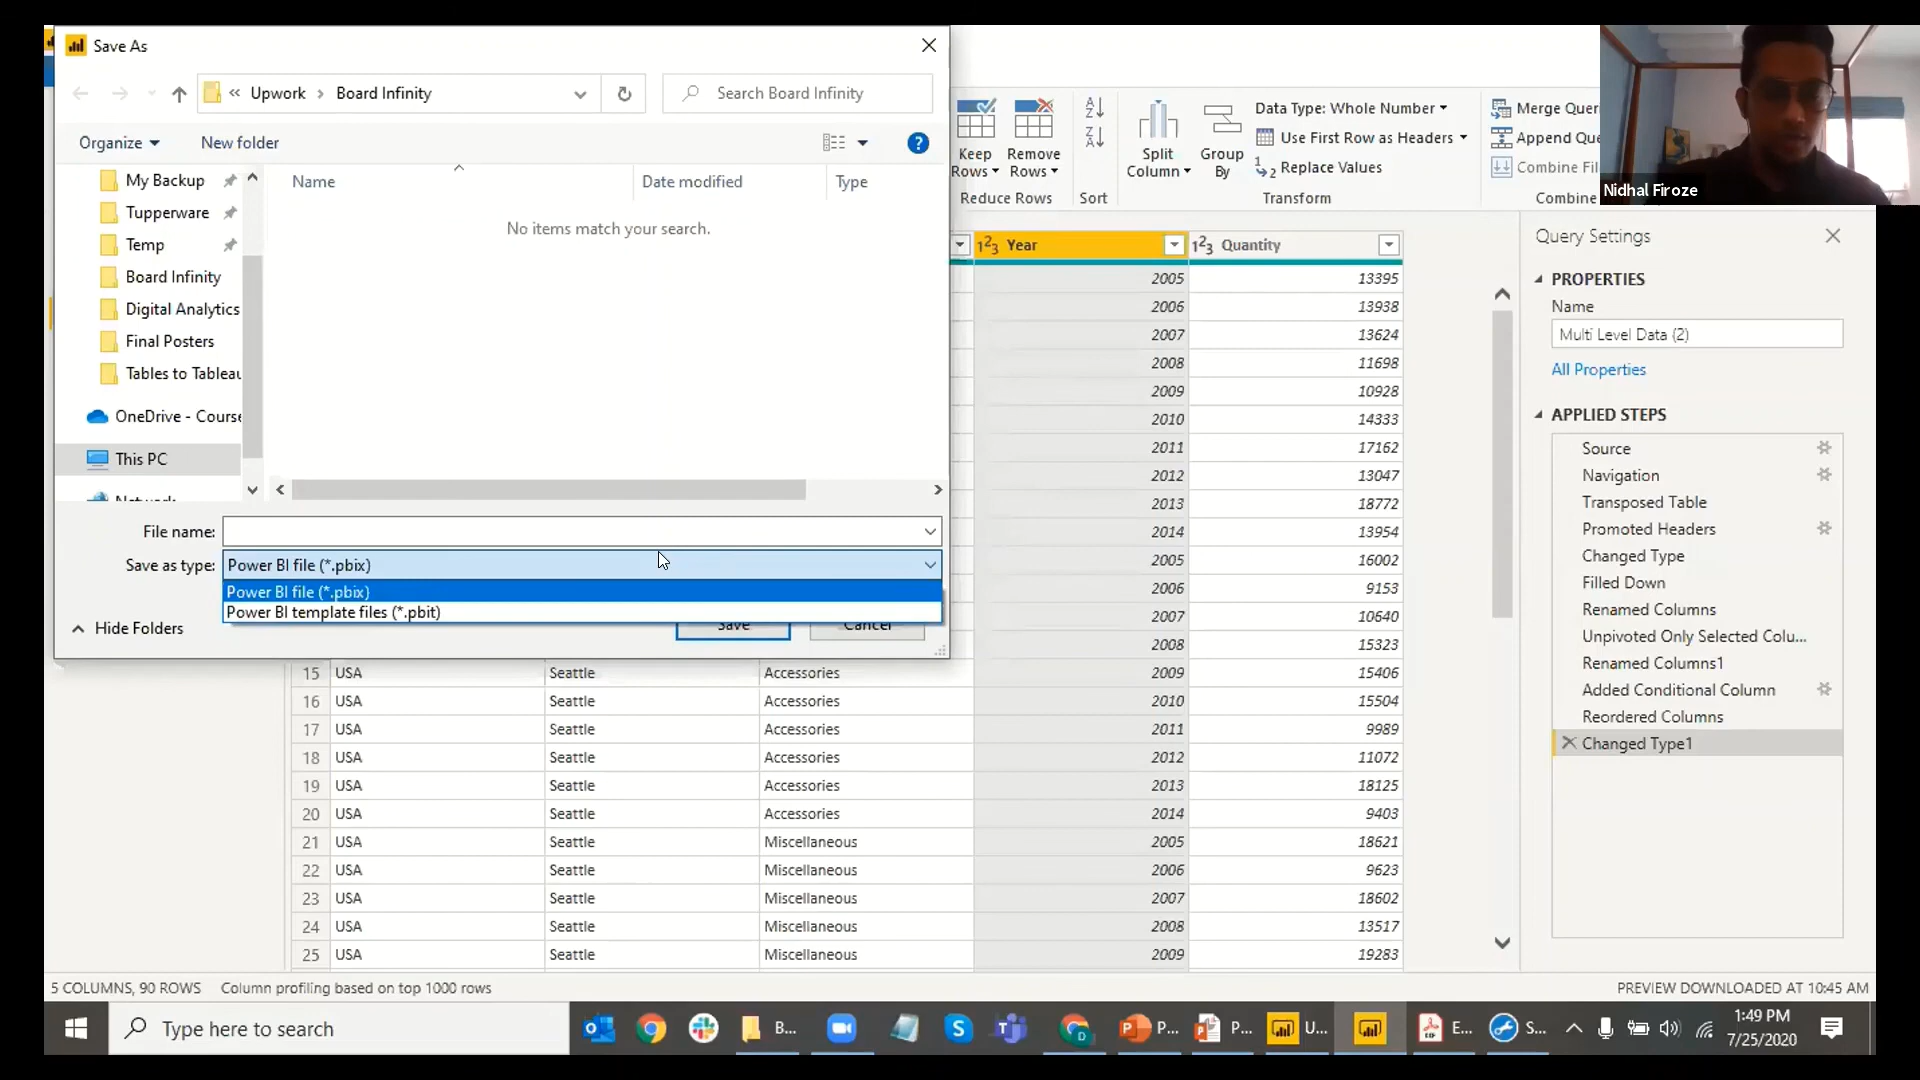 Save As
Upwork > Board Infinity
Search Board Infinity
Organize
New folder
My Backup
Tupperware
Temp
Board Infinity
Digital Analytics
Final Posters
Tables to Tableau
OneDrive - Course
This PC
Network
Name
Date modified
Type
No items match your search.
File name:
Save as type:
Power BI file (*.pbix)
Power BI file (*.pbix)
Power BI template files (*.pbit)
Hide Folders
Save
Cancel
Keep Rows
Remove Rows
Reduce Rows
Sort
Split Column
Group By
Data Type: Whole Number
Use First Row as Headers
Replace Values
Transform
Merge Quer
Append Que
Combine Fil
Combine
Nidhal Firoze
Year Quantity
2005 13395
2006 13938
2007 13624
2008 11698
2009 10928
2010 14333
2011 17162
2012 13047
2013 18772
2014 13954
2005 16002
2006 9153
2007 10640
2008 15323
15 USA Seattle Accessories 2009 15406
16 USA Seattle Accessories 2010 15504
17 USA Seattle Accessories 2011 9989
18 USA Seattle Accessories 2012 11072
19 USA Seattle Accessories 2013 18125
20 USA Seattle Accessories 2014 9403
21 USA Seattle Miscellaneous 2005 18621
22 USA Seattle Miscellaneous 2006 9623
23 USA Seattle Miscellaneous 2007 18602
24 USA Seattle Miscellaneous 2008 13517
25 USA Seattle Miscellaneous 2009 19283
Query Settings
PROPERTIES
Name
Multi Level Data (2)
All Properties
APPLIED STEPS
Source
Navigation
Transposed Table
Promoted Headers
Changed Type
Filled Down
Renamed Columns
Unpivoted Only Selected Colu...
Renamed Columns1
Added Conditional Column
Reordered Columns
Changed Type1
5 COLUMNS, 90 ROWS Column profiling based on top 1000 rows
PREVIEW DOWNLOADED AT 10:45 AM
Type here to search
B...
P...
P...
U...
E...
S...
1:49 PM
7/25/2020